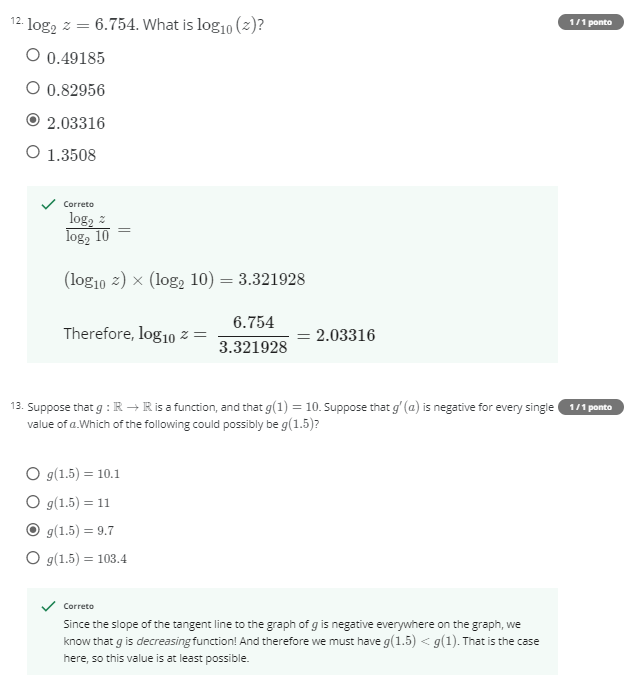 12. log₂ z = 6.754. What is log₁₀ (z)?
1/1 ponto
0.49185
0.82956
2.03316
1.3508
Correto
log₂ z / log₂ 10 =
(log₁₀ z) × (log₂ 10) = 3.321928
Therefore, log₁₀ z = 6.754 / 3.321928 = 2.03316
13. Suppose that g : ℝ → ℝ is a function, and that g(1) = 10. Suppose that g′(a) is negative for every single
1/1 ponto
value of a.Which of the following could possibly be g(1.5)?
g(1.5) = 10.1
g(1.5) = 11
g(1.5) = 9.7
g(1.5) = 103.4
Correto
Since the slope of the tangent line to the graph of g is negative everywhere on the graph, we
know that g is decreasing function! And therefore we must have g(1.5) < g(1). That is the case
here, so this value is at least possible.